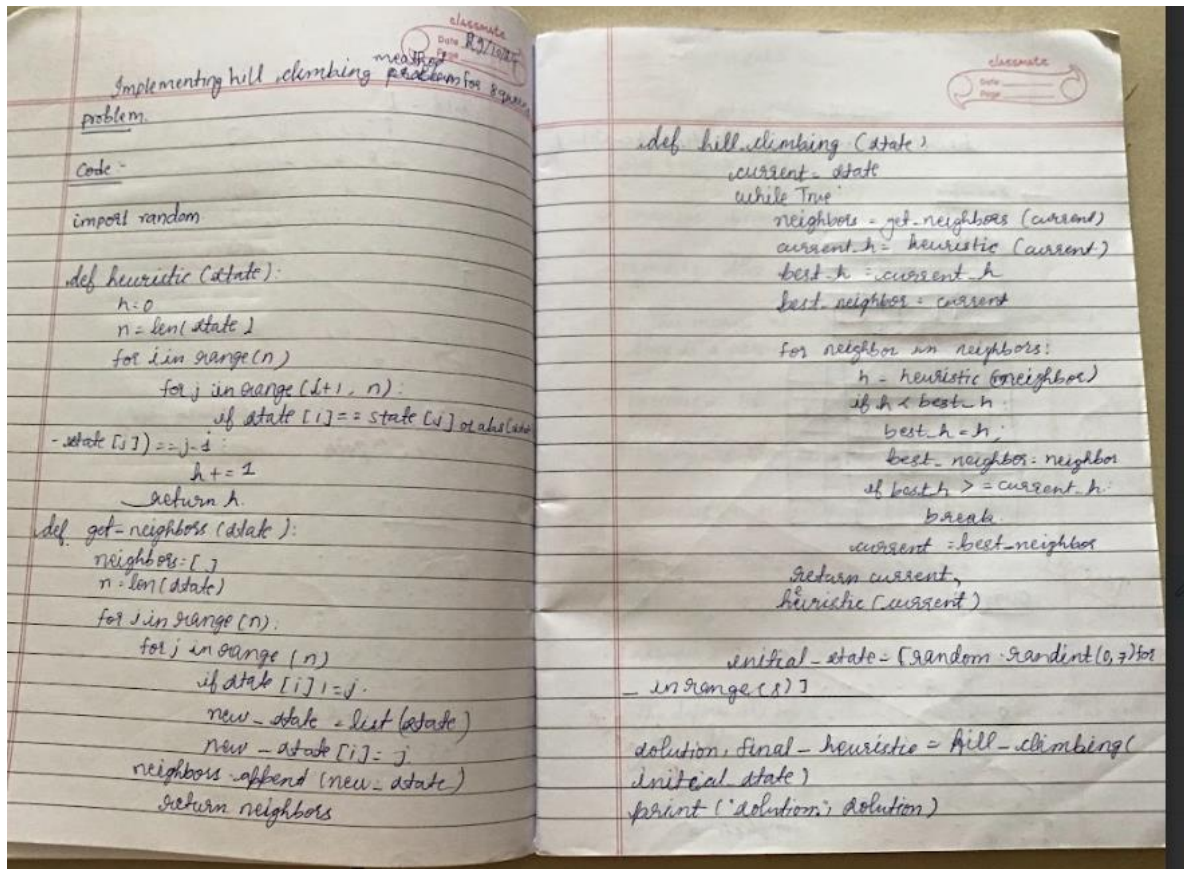 classmate
Date 29/10/24
Page
Implementing hill climbing method problem for 8 queens
problem.
Code :-
import random
def heuristic (state):
h=0
n = len( state )
for i in range(n)
for j in range (i+1, n):
if state [i] == state [j] or abs(state
- state [j]) == j-i :
h += 1
return h.
def get-neighbors (state):
neighbors = [ ]
n = len(state)
for i in range (n):
for j in range (n)
if state [i] != j.
new_state = list (state)
new_state [i] = j
neighbors.append (new_state)
return neighbors
classmate
Date
Page
def hill_climbing (state)
current = state
while True
neighbors = get_neighbors (current)
current_h = heuristic (current)
best_h = current_h
best_neighbor = current
for neighbor in neighbors:
h = heuristic (neighbor)
if h < best_h :
best_h = h;
best_neighbor = neighbor
if best_h >= current_h:
break
current = best_neighbor
return current,
heuristic (current)
initial_state = [random.randint(0,7) for
_ in range(8)]
solution, final_heuristic = hill_climbing(
initial_state)
print ("solution:", solution)